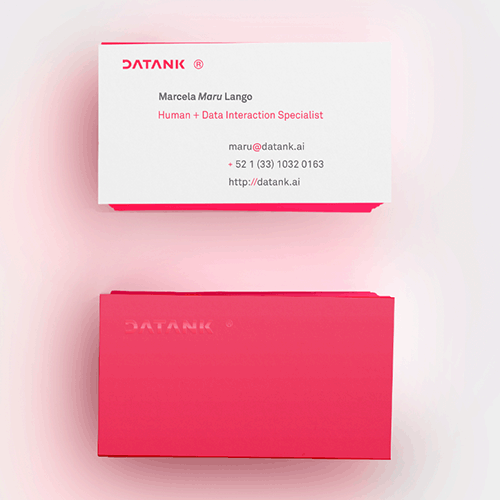 DATANK ®
Marcela Maru Lango
Human + Data Interaction Specialist
maru@datank.ai
+ 52 1 (33) 1032 0163
http://datank.ai
DATANK ®